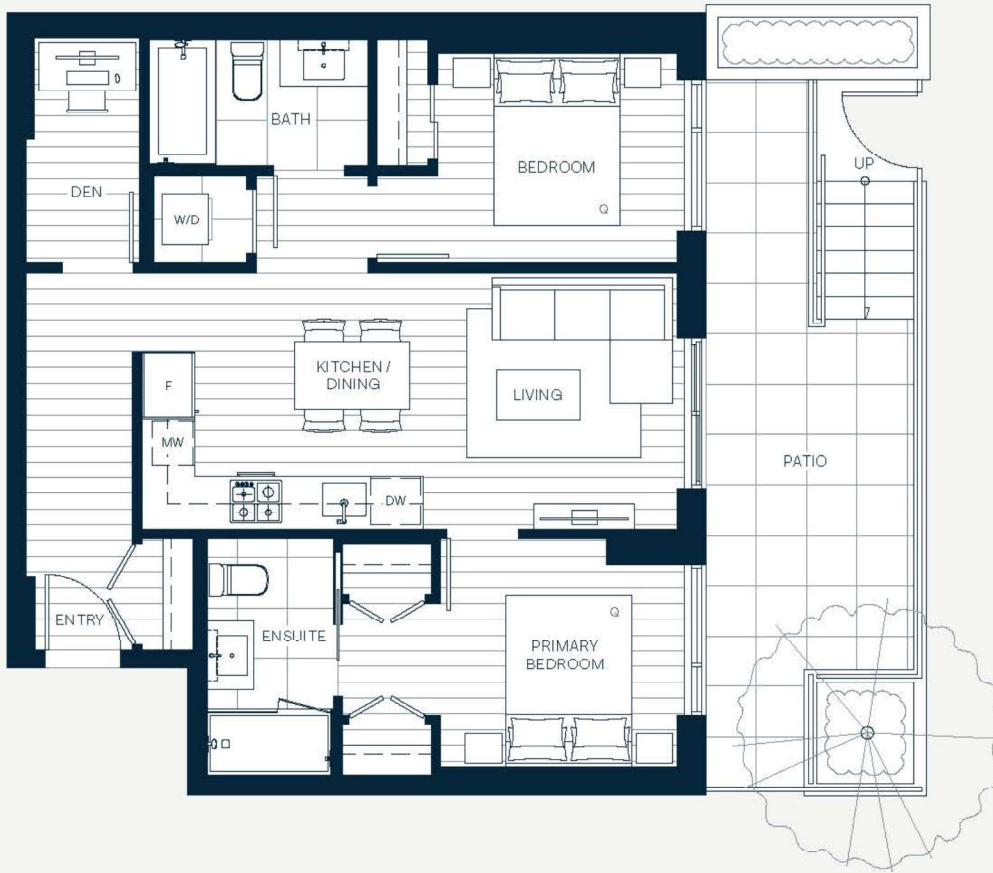 BATH
BEDROOM
Q
UP
DEN
W/D
KITCHEN /
DINING
F
LIVING
MW
PATIO
DW
Q
ENTRY
ENSUITE
PRIMARY
BEDROOM